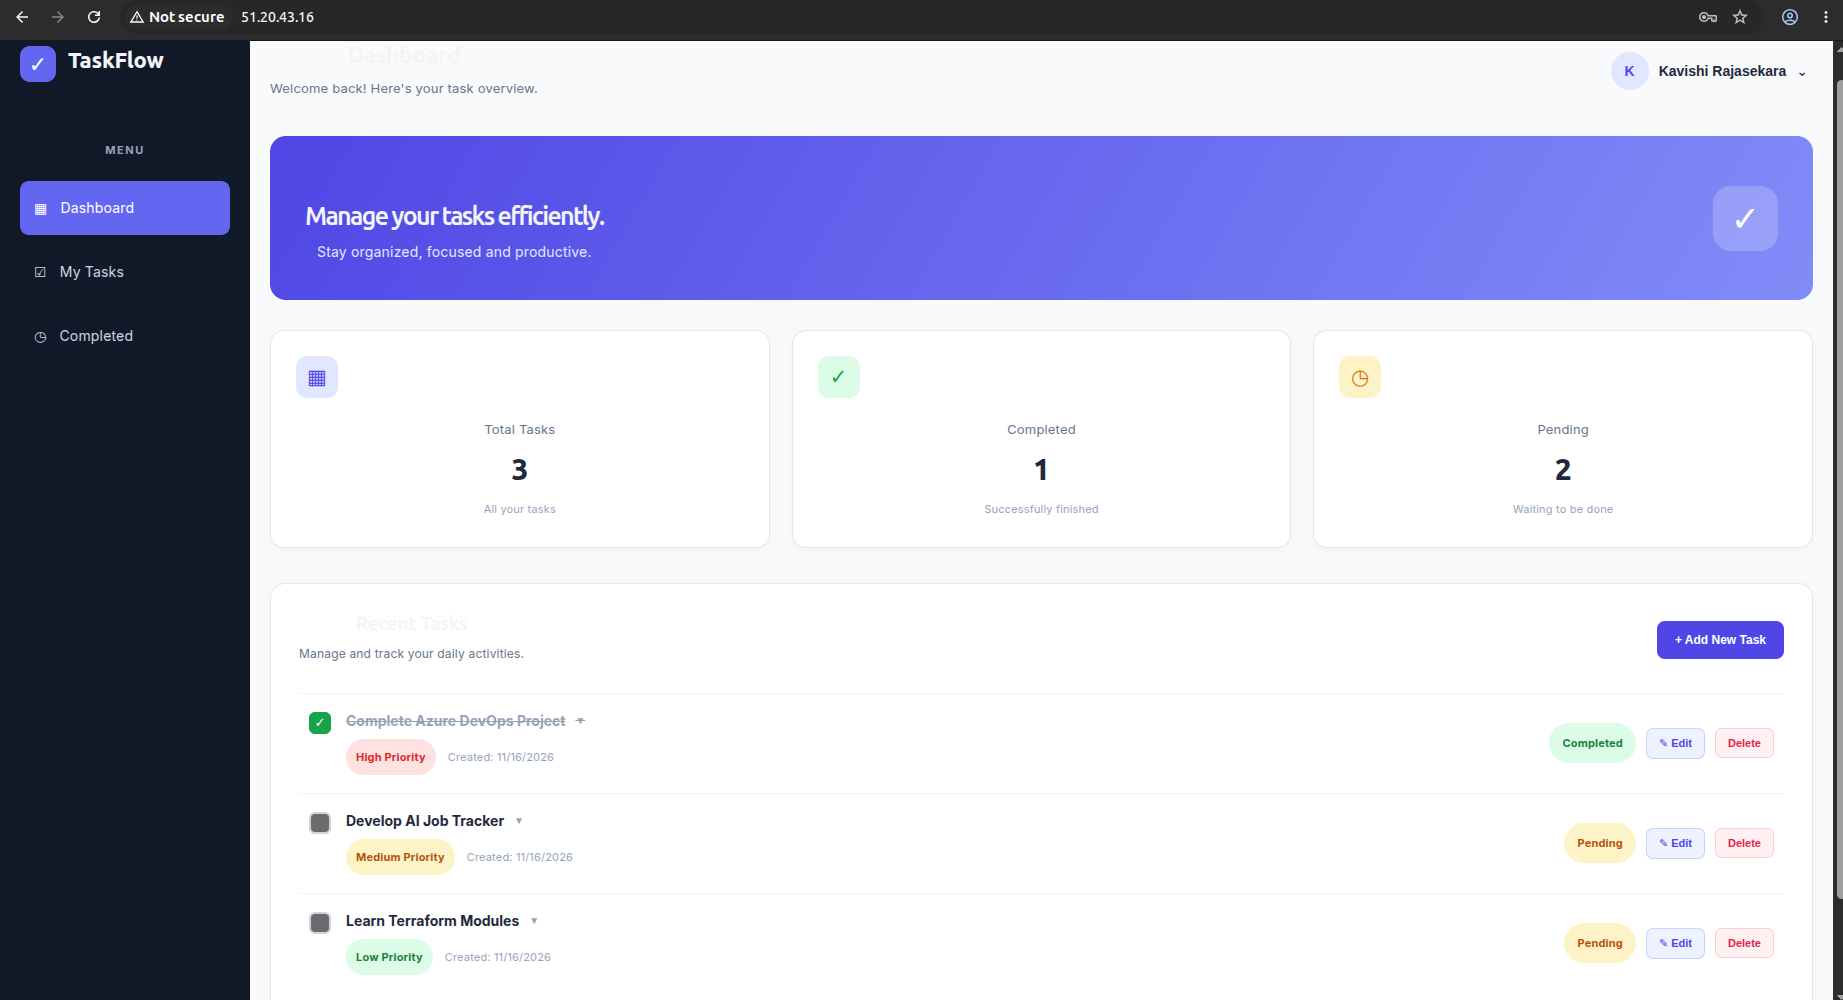 Not secure 51.20.43.16
TaskFlow
MENU
Dashboard
My Tasks
Completed
Dashboard
Welcome back! Here's your task overview.
K Kavishi Rajasekara
Manage your tasks efficiently.
Stay organized, focused and productive.
Total Tasks
3
All your tasks
Completed
1
Successfully finished
Pending
2
Waiting to be done
Recent Tasks
Manage and track your daily activities.
+ Add New Task
Complete Azure DevOps Project
High Priority Created: 11/16/2026
Completed ✎ Edit Delete
Develop AI Job Tracker
Medium Priority Created: 11/16/2026
Pending ✎ Edit Delete
Learn Terraform Modules
Low Priority Created: 11/16/2026
Pending ✎ Edit Delete